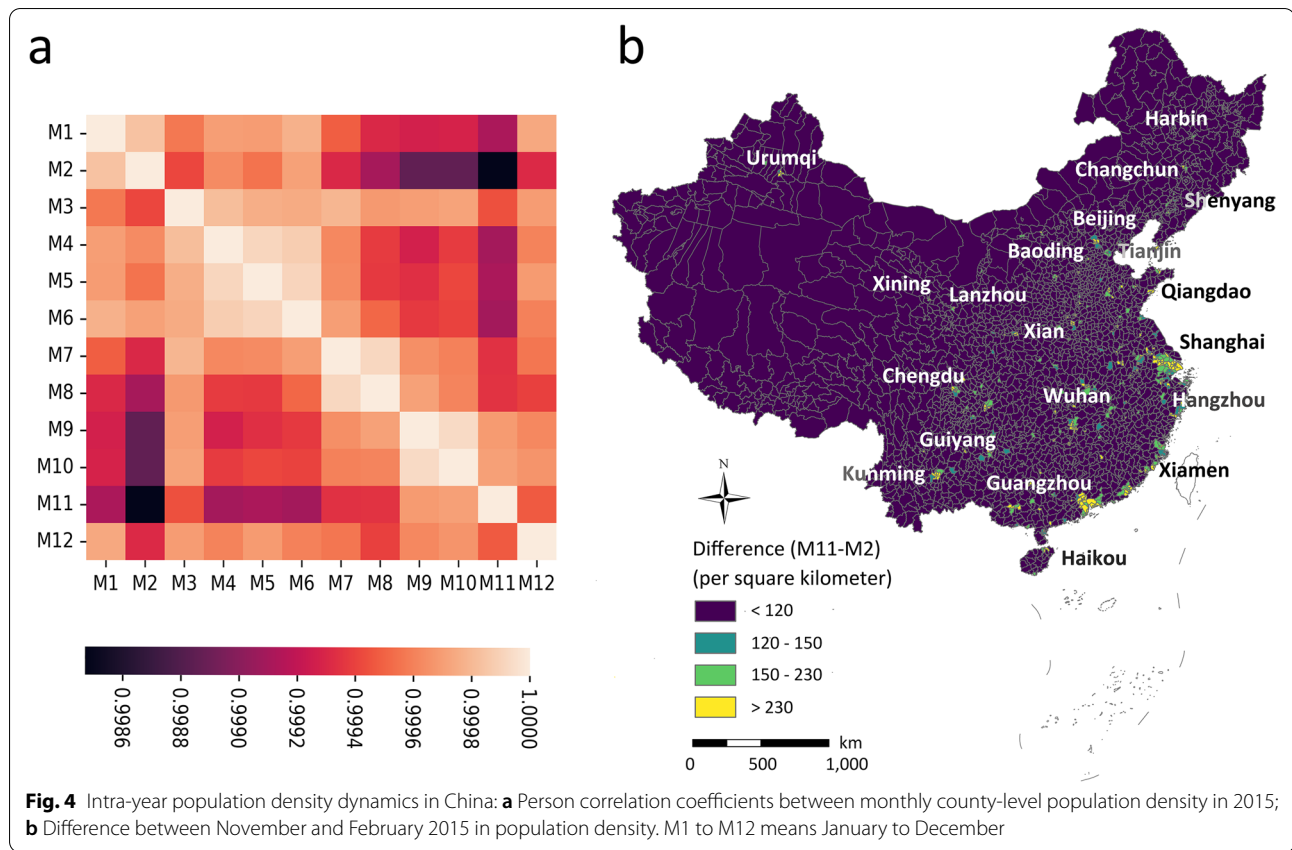 a
b
M1
M2
M3
M4
M5
M6
M7
M8
M9
M10
M11
M12
M1 M2 M3 M4 M5 M6 M7 M8 M9 M10 M11 M12
0.9986 0.9988 0.9990 0.9992 0.9994 0.9996 0.9998 1.0000
Harbin
Urumqi
Changchun
Shenyang
Beijing
Baoding
Tianjin
Xining
Lanzhou
Qiangdao
Xian
Shanghai
Chengdu
Wuhan
Hangzhou
Guiyang
Kunming
Guangzhou
Xiamen
Haikou
N
Difference (M11-M2)
(per square kilometer)
< 120
120 - 150
150 - 230
> 230
km
0 500 1,000
Fig. 4 Intra-year population density dynamics in China: a Person correlation coefficients between monthly county-level population density in 2015;
b Difference between November and February 2015 in population density. M1 to M12 means January to December